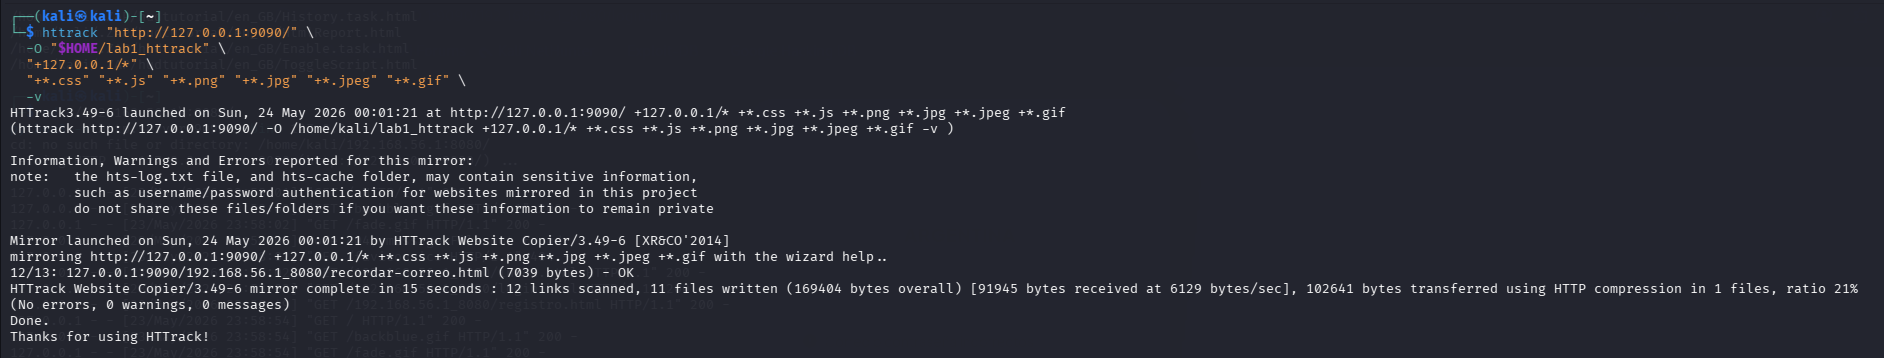 ┌──(kali㉿kali)-[~]
└─$ httrack "http://127.0.0.1:9090/" \
-O "$HOME/lab1_httrack" \
"+127.0.0.1/*" \
"+*.css" "+*.js" "+*.png" "+*.jpg" "+*.jpeg" "+*.gif" \
-v
HTTrack3.49-6 launched on Sun, 24 May 2026 00:01:21 at http://127.0.0.1:9090/ +127.0.0.1/* +*.css +*.js +*.png +*.jpg +*.jpeg +*.gif
(httrack http://127.0.0.1:9090/ -O /home/kali/lab1_httrack +127.0.0.1/* +*.css +*.js +*.png +*.jpg +*.jpeg +*.gif -v )
Information, Warnings and Errors reported for this mirror:
note:   the hts-log.txt file, and hts-cache folder, may contain sensitive information,
such as username/password authentication for websites mirrored in this project
do not share these files/folders if you want these information to remain private
Mirror launched on Sun, 24 May 2026 00:01:21 by HTTrack Website Copier/3.49-6 [XR&CO'2014]
mirroring http://127.0.0.1:9090/ +127.0.0.1/* +*.css +*.js +*.png +*.jpg +*.jpeg +*.gif with the wizard help..
12/13: 127.0.0.1:9090/192.168.56.1_8080/recordar-correo.html (7039 bytes) - OK
HTTrack Website Copier/3.49-6 mirror complete in 15 seconds : 12 links scanned, 11 files written (169404 bytes overall) [91945 bytes received at 6129 bytes/sec], 102641 bytes transferred using HTTP compression in 1 files, ratio 21%
(No errors, 0 warnings, 0 messages)
Done.
Thanks for using HTTrack!